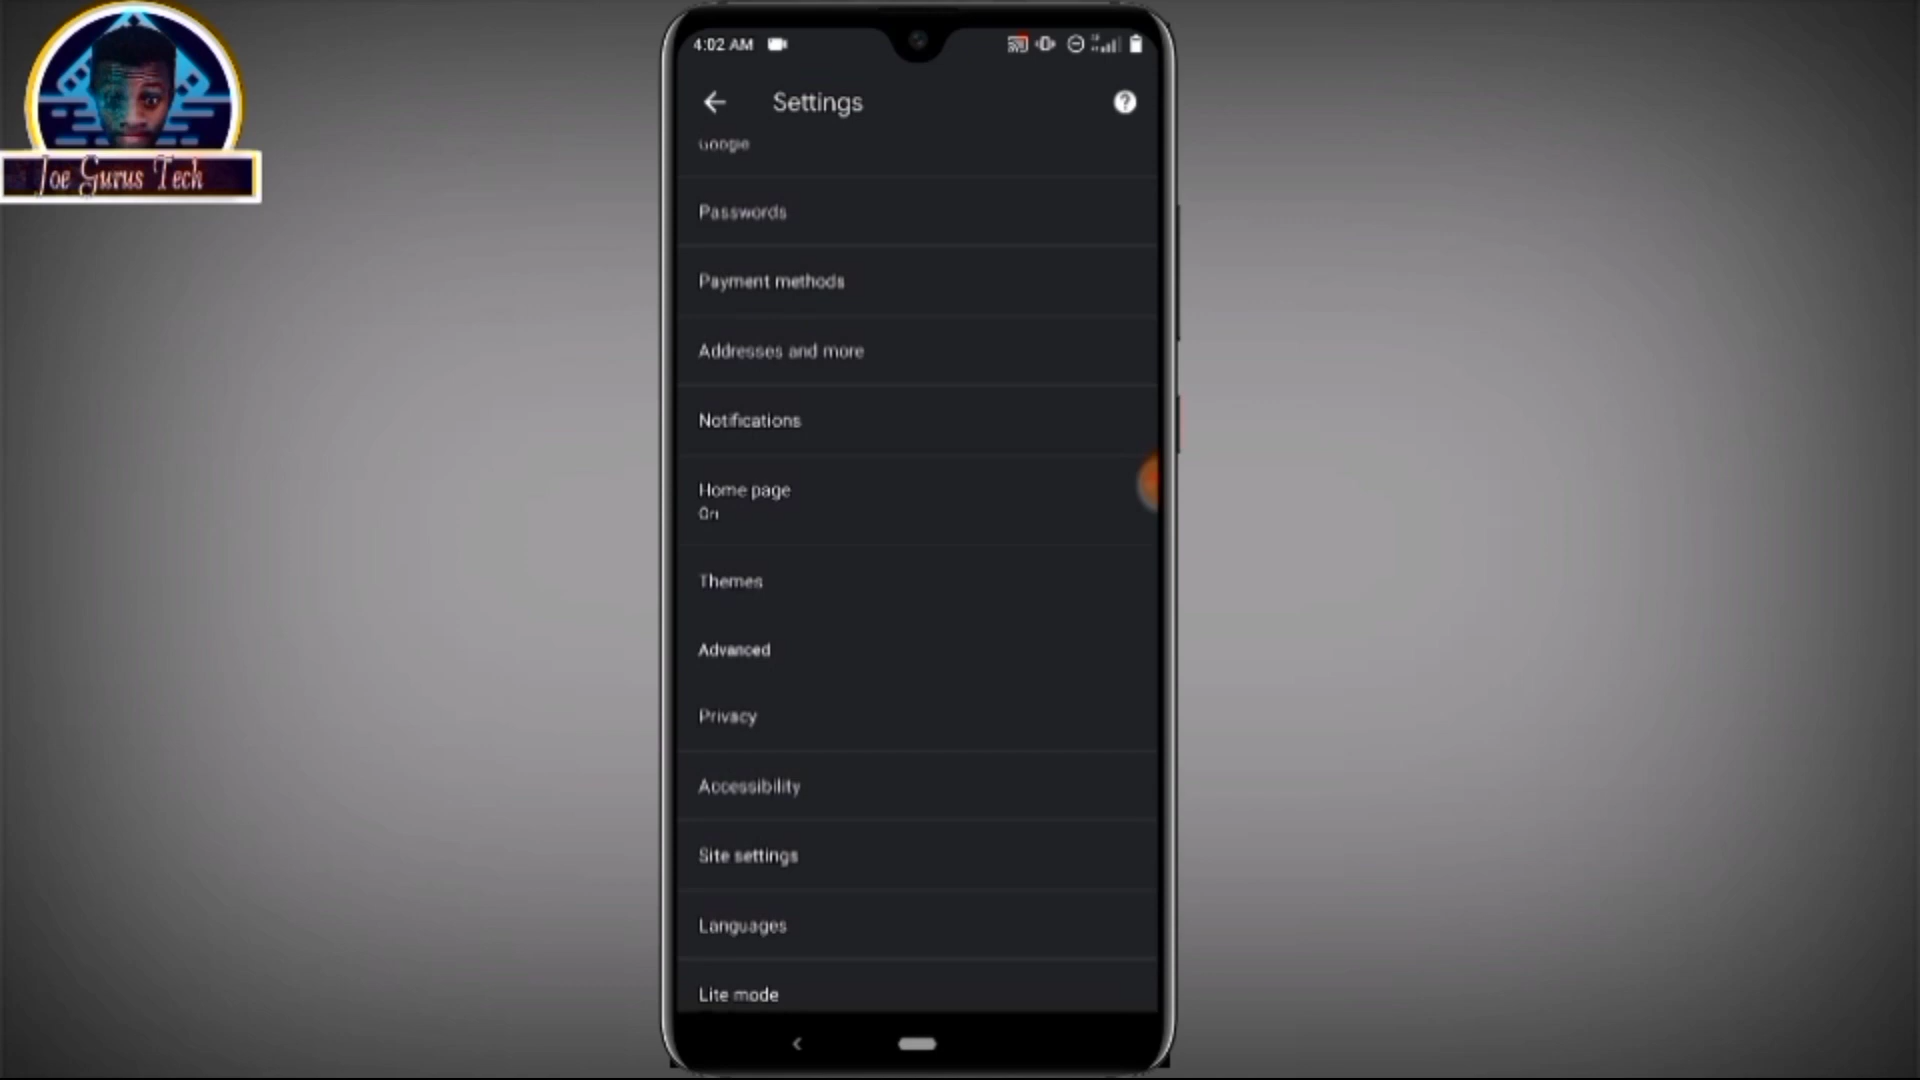 Joe Gurus Tech
4:02 AM
Settings
Google
Passwords
Payment methods
Addresses and more
Notifications
Home page
On
Themes
Advanced
Privacy
Accessibility
Site settings
Languages
Lite mode